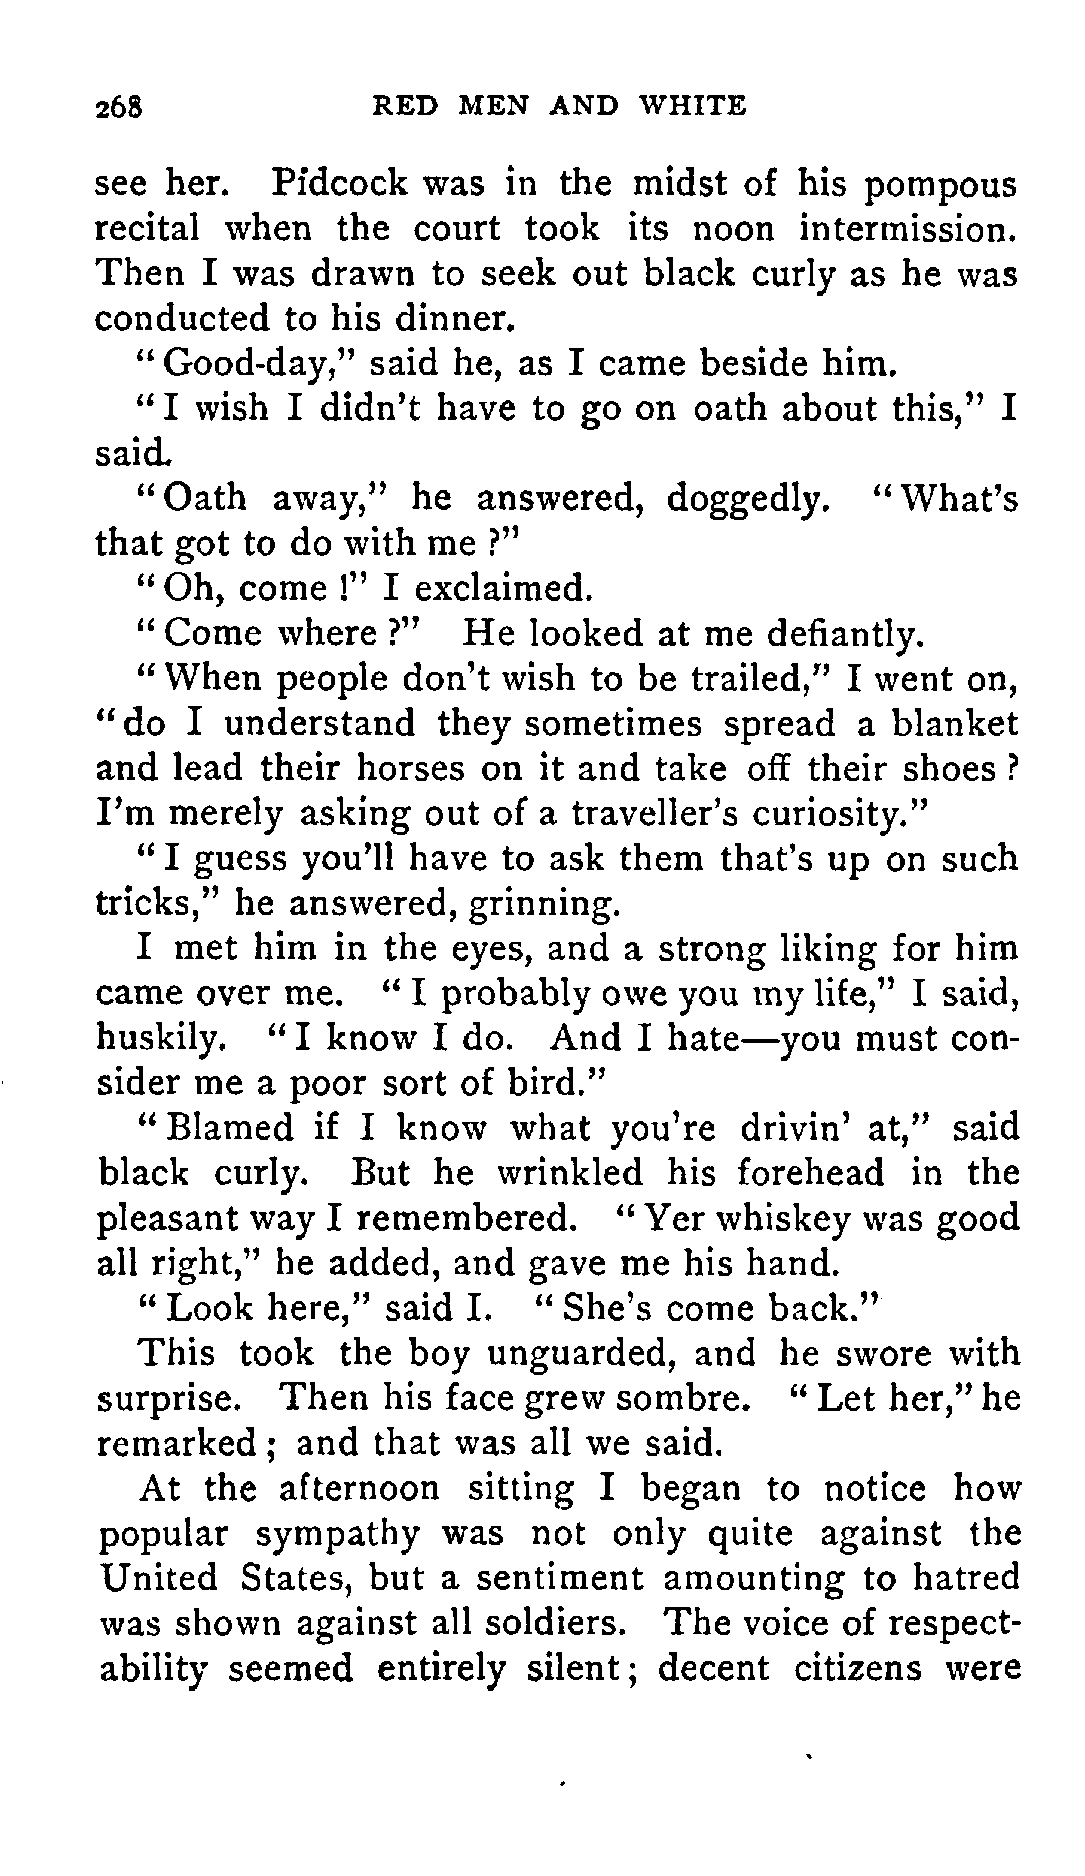 268 RED MEN AND WHITE
see her. Pidcock was in the midst of his pompous
recital when the court took its noon intermission.
Then I was drawn to seek out black curly as he was
conducted to his dinner.
"Good-day," said he, as I came beside him.
"I wish I didn't have to go on oath about this," I
said.
"Oath away," he answered, doggedly. "What's
that got to do with me?"
"Oh, come!" I exclaimed.
"Come where?" He looked at me defiantly.
"When people don't wish to be trailed," I went on,
"do I understand they sometimes spread a blanket
and lead their horses on it and take off their shoes?
I'm merely asking out of a traveller's curiosity."
"I guess you'll have to ask them that's up on such
tricks," he answered, grinning.
I met him in the eyes, and a strong liking for him
came over me. "I probably owe you my life," I said,
huskily. "I know I do. And I hate—you must con-
sider me a poor sort of bird."
"Blamed if I know what you're drivin' at," said
black curly. But he wrinkled his forehead in the
pleasant way I remembered. "Yer whiskey was good
all right," he added, and gave me his hand.
"Look here," said I. "She's come back."
This took the boy unguarded, and he swore with
surprise. Then his face grew sombre. "Let her," he
remarked; and that was all we said.
At the afternoon sitting I began to notice how
popular sympathy was not only quite against the
United States, but a sentiment amounting to hatred
was shown against all soldiers. The voice of respect-
ability seemed entirely silent; decent citizens were